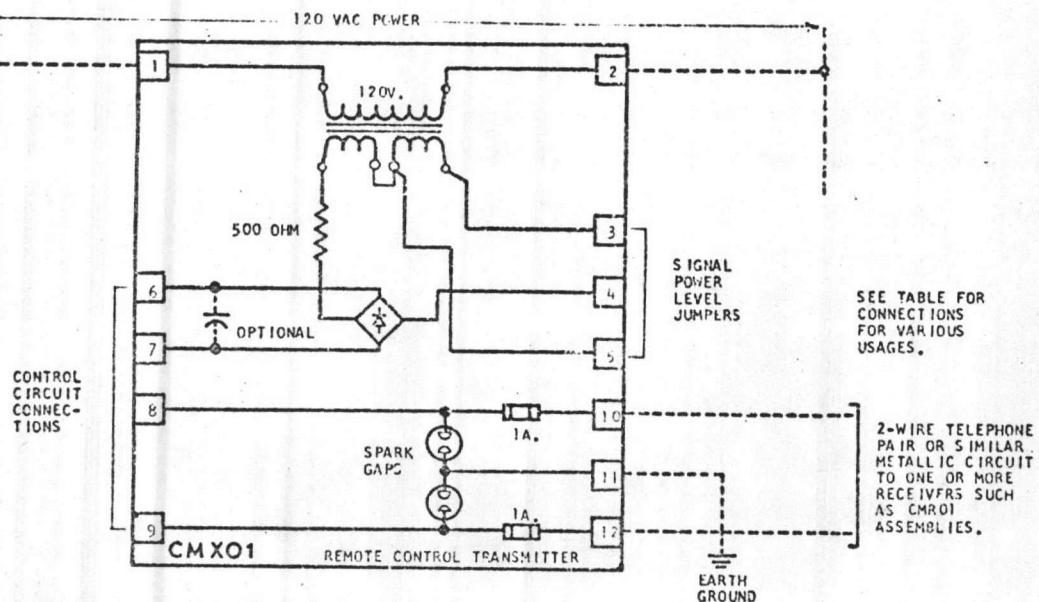 120 VAC POWER
1
2
120V.
500 OHM
3
SIGNAL
POWER
LEVEL
JUMPERS
6
4
SEE TABLE FOR
CONNECTIONS
FOR VARIOUS
USAGES.
OPTIONAL
7
5
CONTROL
CIRCUIT
CONNEC-
TIONS
8
10
1A.
2-WIRE TELEPHONE
PAIR OR SIMILAR
METALLIC CIRCUIT
TO ONE OR MORE
RECEIVERS SUCH
AS CMR01
ASSEMBLIES.
SPARK
GAPS
11
1A.
9
12
CMX01
REMOTE CONTROL TRANSMITTER
EARTH
GROUND